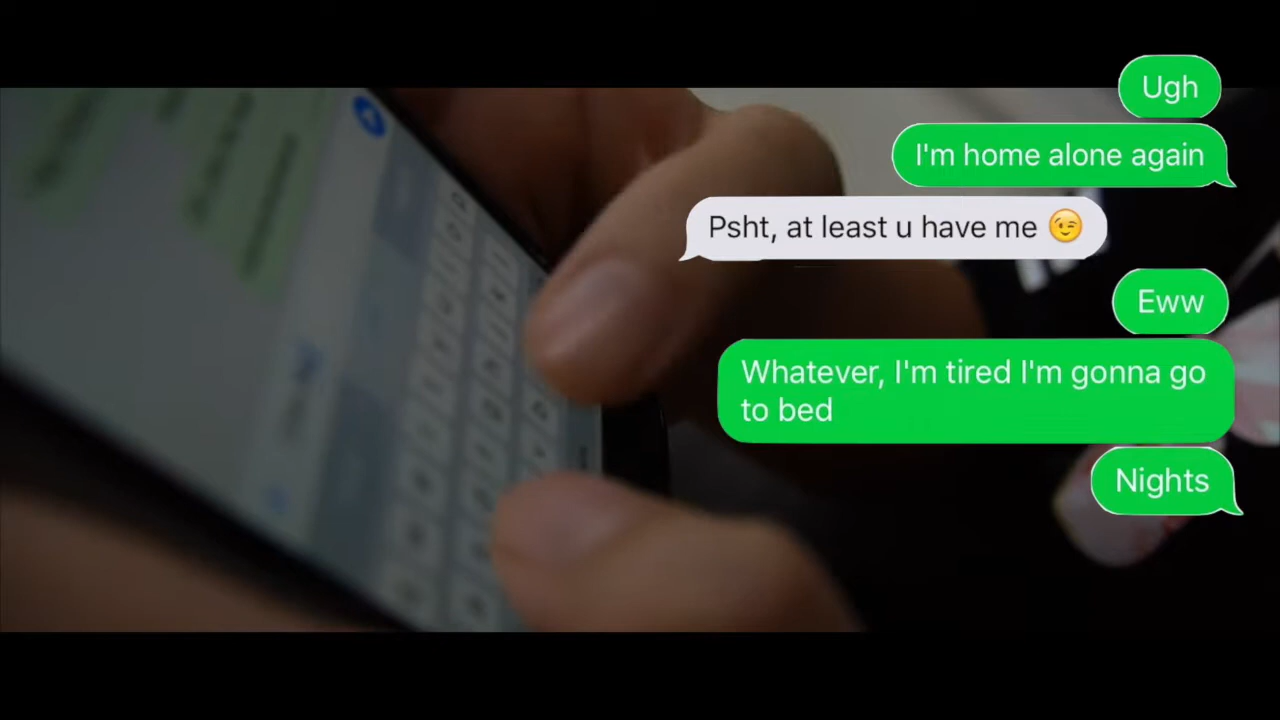 Ugh
I'm home alone again
Psht, at least u have me 😉
Eww
Whatever, I'm tired I'm gonna go
to bed
Nights